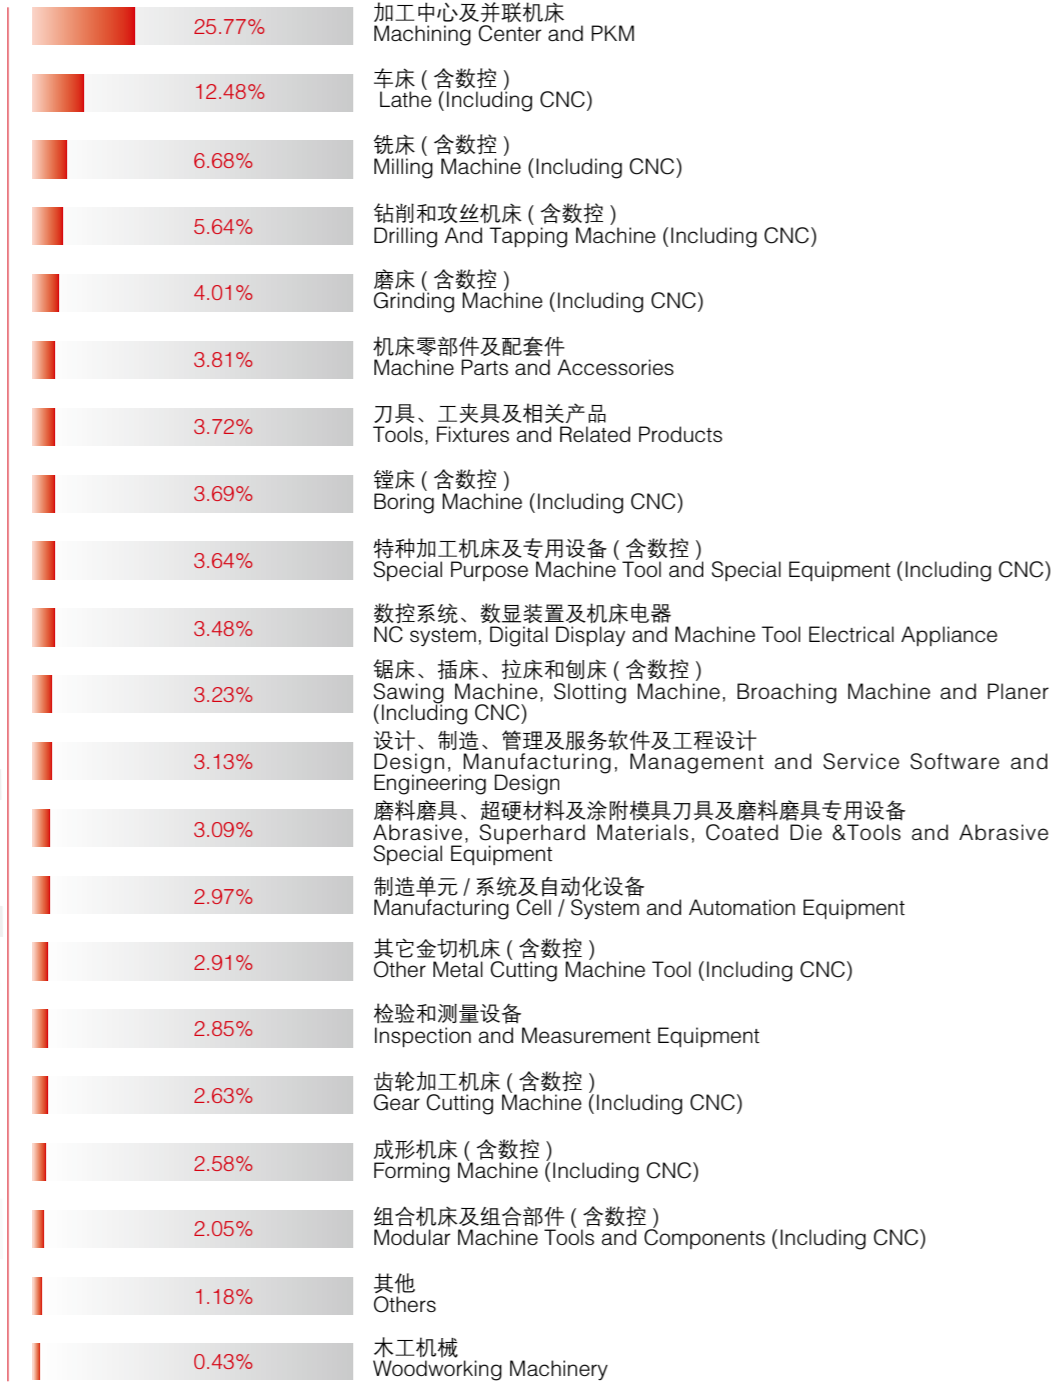 25.77%
加工中心及并联机床
Machining Center and PKM
12.48%
车床 ( 含数控 )
Lathe (Including CNC)
6.68%
铣床 ( 含数控 )
Milling Machine (Including CNC)
5.64%
钻削和攻丝机床 ( 含数控 )
Drilling And Tapping Machine (Including CNC)
4.01%
磨床 ( 含数控 )
Grinding Machine (Including CNC)
3.81%
机床零部件及配套件
Machine Parts and Accessories
3.72%
刀具、工夹具及相关产品
Tools, Fixtures and Related Products
3.69%
镗床 ( 含数控 )
Boring Machine (Including CNC)
3.64%
特种加工机床及专用设备 ( 含数控 )
Special Purpose Machine Tool and Special Equipment (Including CNC)
3.48%
数控系统、数显装置及机床电器
NC system, Digital Display and Machine Tool Electrical Appliance
3.23%
锯床、插床、拉床和刨床 ( 含数控 )
Sawing Machine, Slotting Machine, Broaching Machine and Planer
(Including CNC)
3.13%
设计、制造、管理及服务软件及工程设计
Design, Manufacturing, Management and Service Software and
Engineering Design
3.09%
磨料磨具、超硬材料及涂附模具刀具及磨料磨具专用设备
Abrasive, Superhard Materials, Coated Die &Tools and Abrasive
Special Equipment
2.97%
制造单元 / 系统及自动化设备
Manufacturing Cell / System and Automation Equipment
2.91%
其它金切机床 ( 含数控 )
Other Metal Cutting Machine Tool (Including CNC)
2.85%
检验和测量设备
Inspection and Measurement Equipment
2.63%
齿轮加工机床 ( 含数控 )
Gear Cutting Machine (Including CNC)
2.58%
成形机床 ( 含数控 )
Forming Machine (Including CNC)
2.05%
组合机床及组合部件 ( 含数控 )
Modular Machine Tools and Components (Including CNC)
1.18%
其他
Others
0.43%
木工机械
Woodworking Machinery